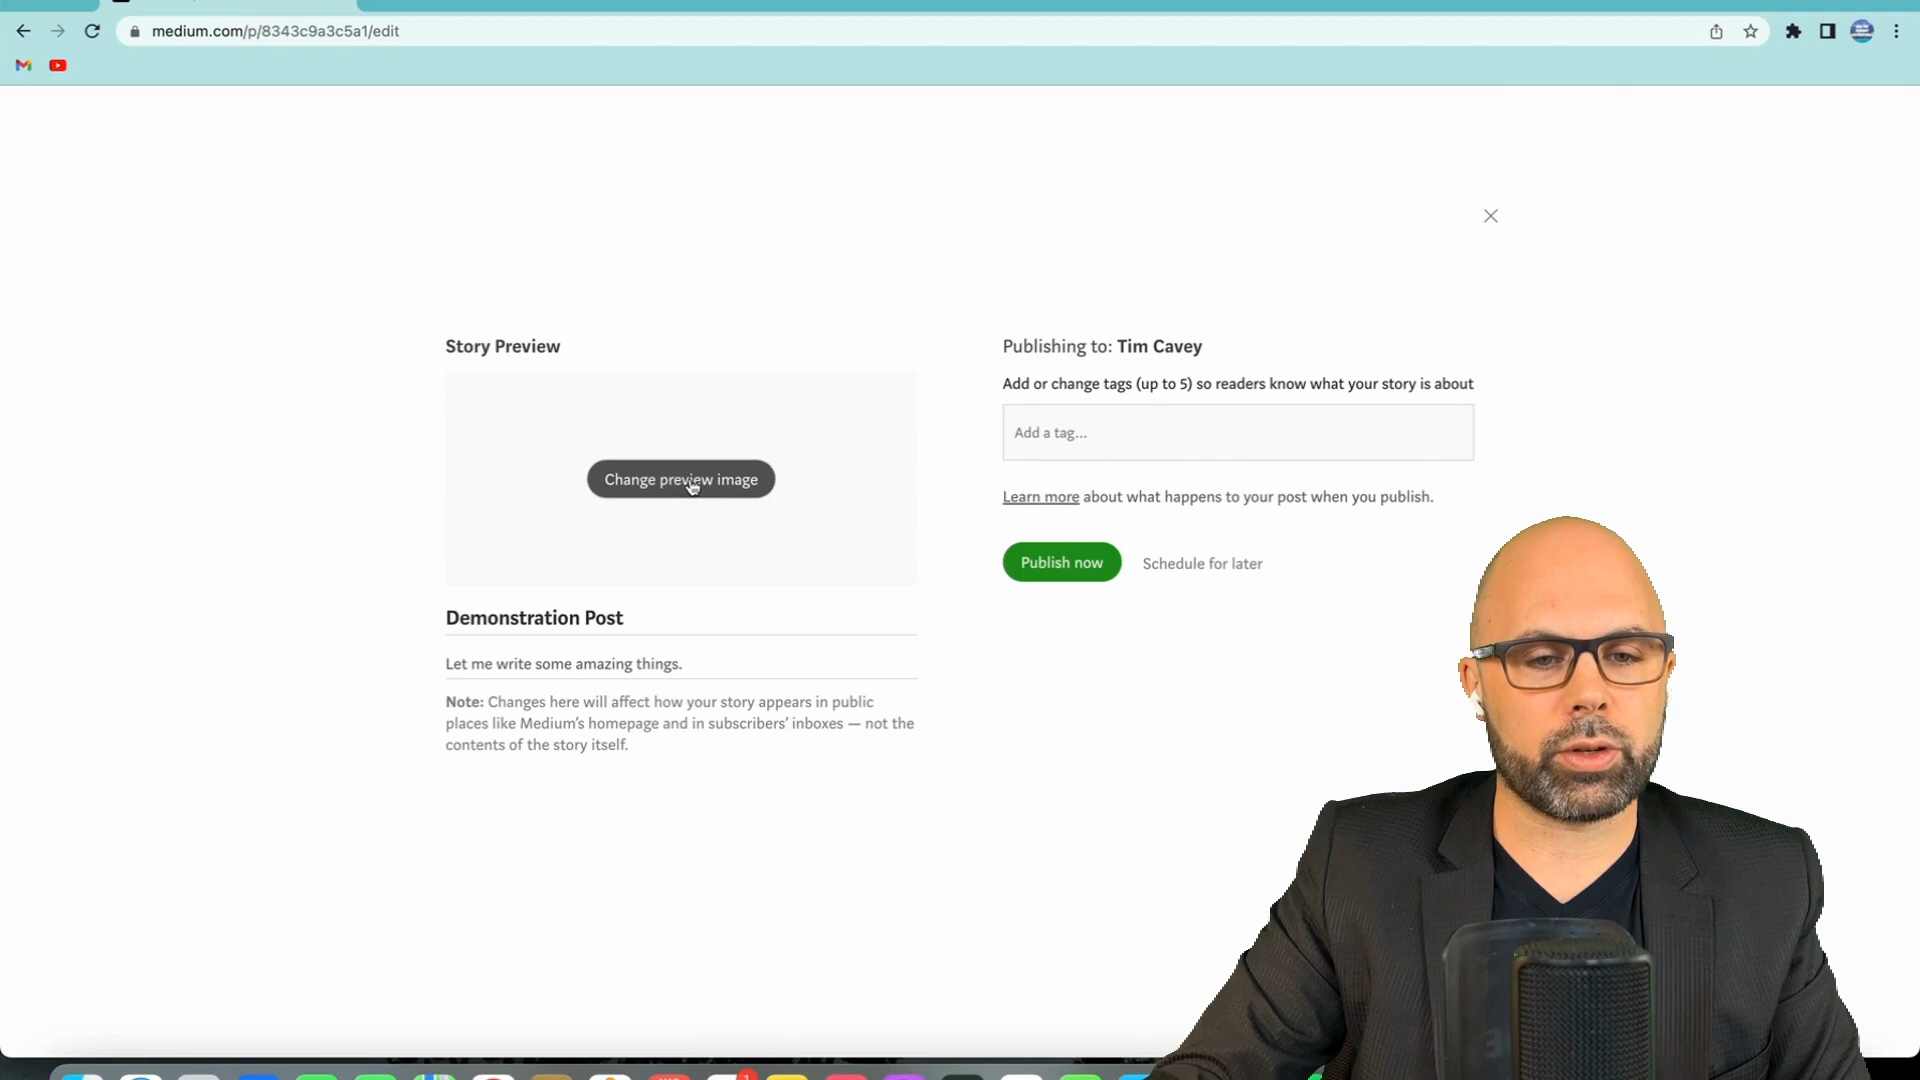 medium.com/p/8343c9a3c5a1/edit
Story Preview
Change preview image
Demonstration Post
Let me write some amazing things.
Note: Changes here will affect how your story appears in public
places like Medium's homepage and in subscribers' inboxes — not the
contents of the story itself.
Publishing to: Tim Cavey
Add or change tags (up to 5) so readers know what your story is about
Add a tag...
Learn more about what happens to your post when you publish.
Publish now
Schedule for later
1